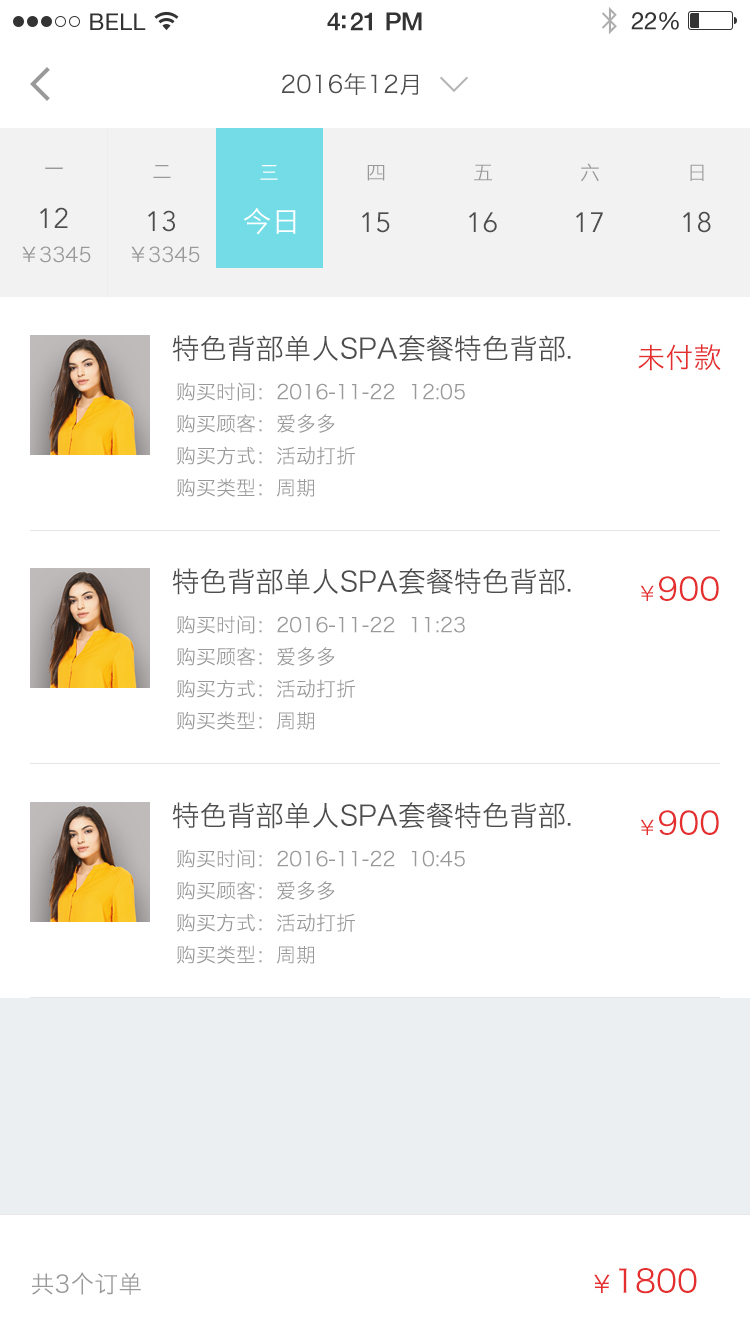 BELL 4:21 PM 22%
2016年12月
一 二 三 四 五 六 日
12 13 今日 15 16 17 18
¥3345 ¥3345
特色背部单人SPA套餐特色背部.
未付款
购买时间：2016-11-22 12:05
购买顾客：爱多多
购买方式：活动打折
购买类型：周期
特色背部单人SPA套餐特色背部.
¥900
购买时间：2016-11-22 11:23
购买顾客：爱多多
购买方式：活动打折
购买类型：周期
特色背部单人SPA套餐特色背部.
¥900
购买时间：2016-11-22 10:45
购买顾客：爱多多
购买方式：活动打折
购买类型：周期
共3个订单 ¥1800